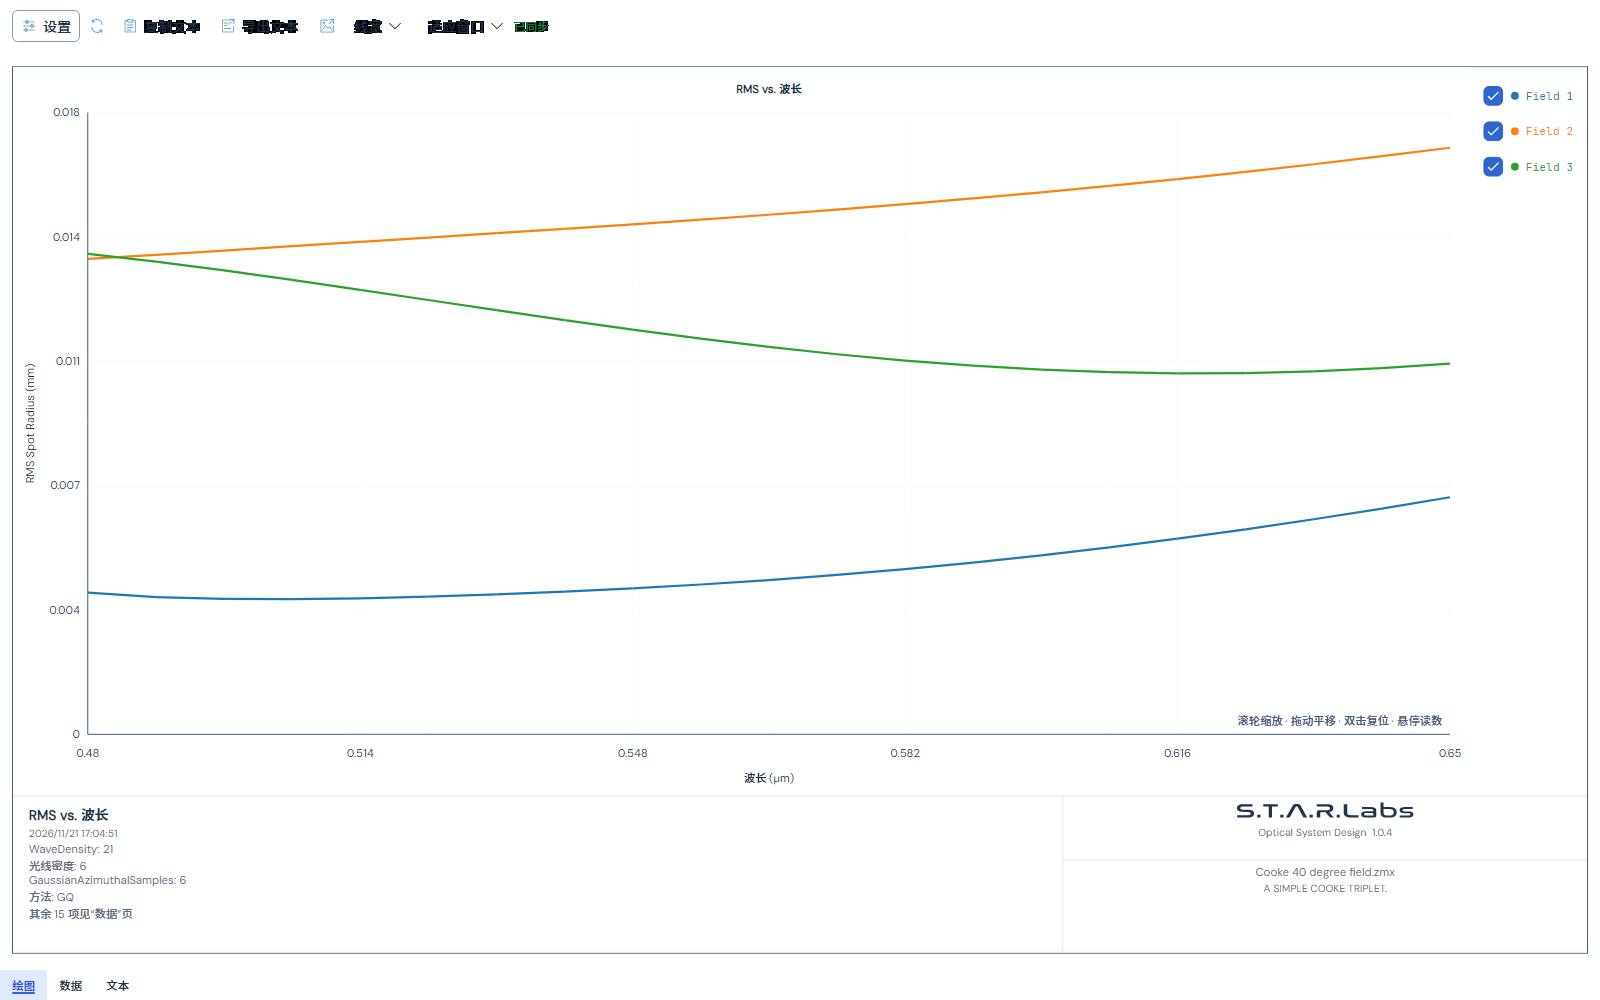 设置
RMS vs. 波长
Field 1
Field 2
Field 3
0.018
0.014
0.011
0.007
0.004
0
RMS Spot Radius (mm)
滚轮缩放 · 拖动平移 · 双击复位 · 悬停读数
0.48
0.514
0.548
0.582
0.616
0.65
波长 (μm)
RMS vs. 波长
2026/11/21 17:04:51
WaveDensity: 21
光线密度: 6
GaussianAzimuthalSamples: 6
方法: GQ
其余 15 项见“数据”页
S.T.A.R.Labs
Optical System Design 1.0.4
Cooke 40 degree field.zmx
A SIMPLE COOKE TRIPLET.
绘图
数据
文本